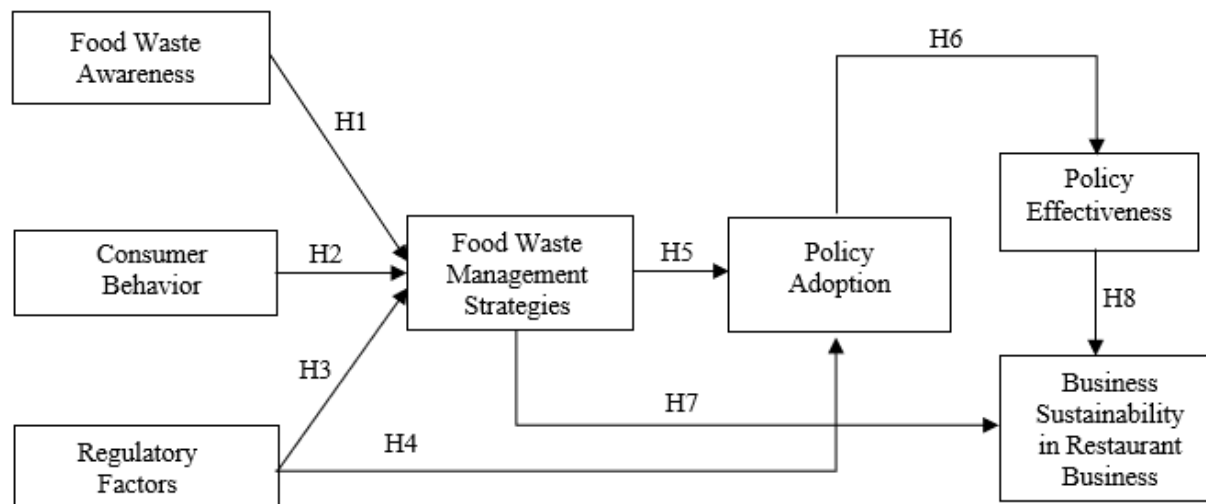 Food Waste
Awareness
H1
H6
Policy
Effectiveness
Consumer
Behavior
H2
Food Waste
Management
Strategies
H5
Policy
Adoption
H8
H3
H7
Business
Sustainability
in Restaurant
Business
Regulatory
Factors
H4